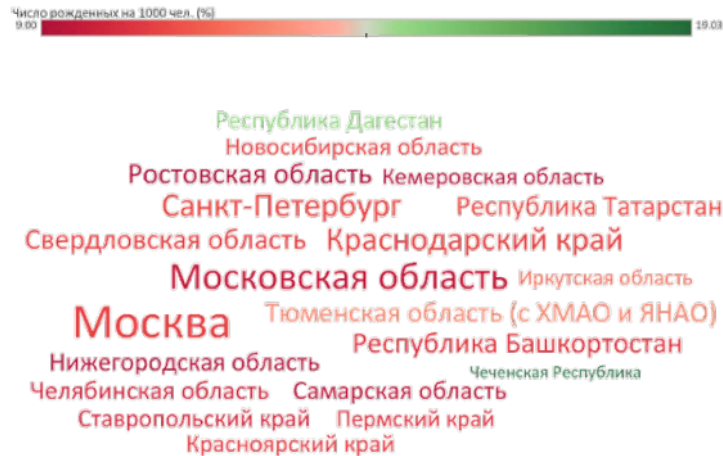 Число рожденных на 1000 чел. (%)
9.00 19.03
Республика Дагестан
Новосибирская область
Ростовская область Кемеровская область
Санкт-Петербург Республика Татарстан
Свердловская область Краснодарский край
Московская область Иркутская область
Москва Тюменская область (с ХМАО и ЯНАО)
Республика Башкортостан
Нижегородская область Чеченская Республика
Челябинская область Самарская область
Ставропольский край Пермский край
Красноярский край